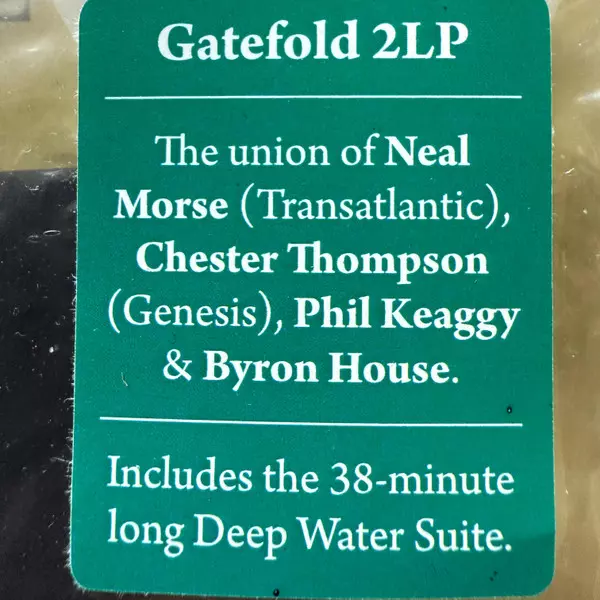 Gatefold 2LP
The union of Neal
Morse (Transatlantic),
Chester Thompson
(Genesis), Phil Keaggy
& Byron House.
Includes the 38-minute
long Deep Water Suite.